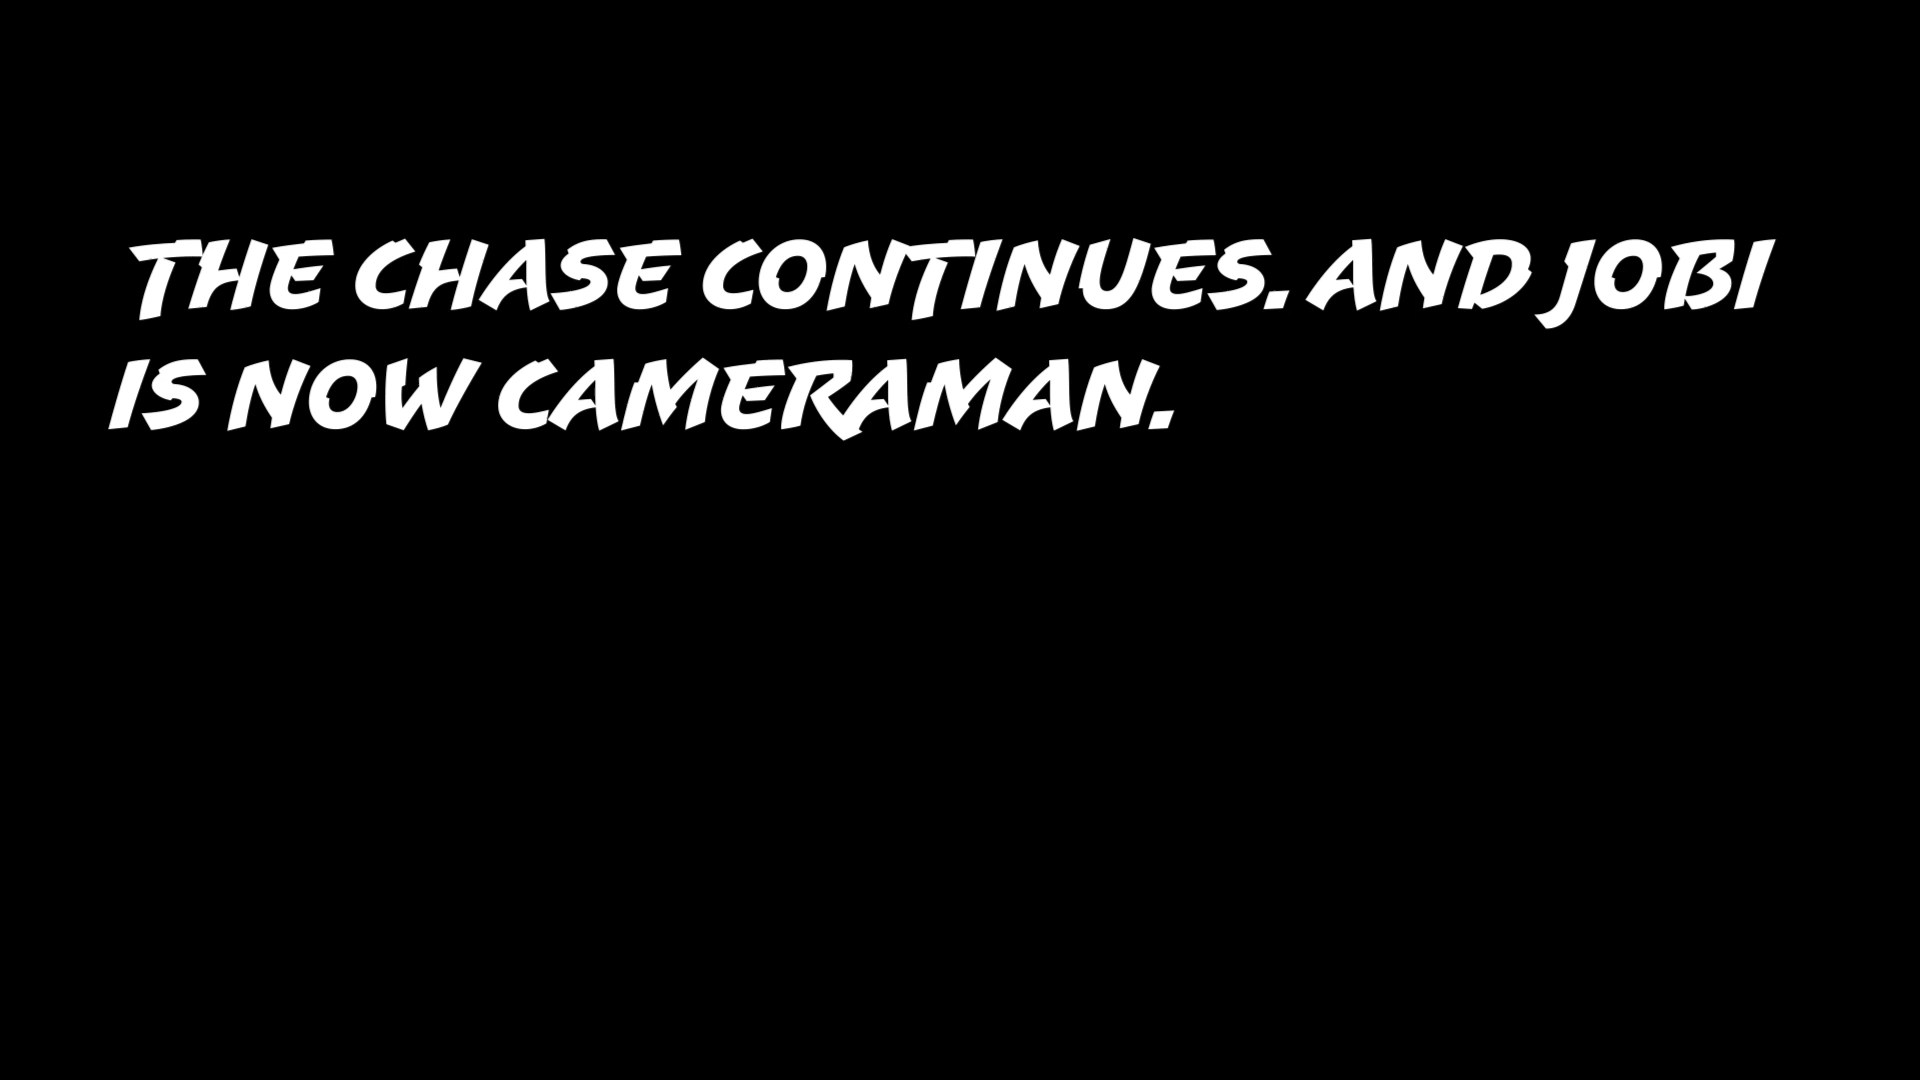 THE CHASE CONTINUES. AND JOBI
IS NOW CAMERAMAN.